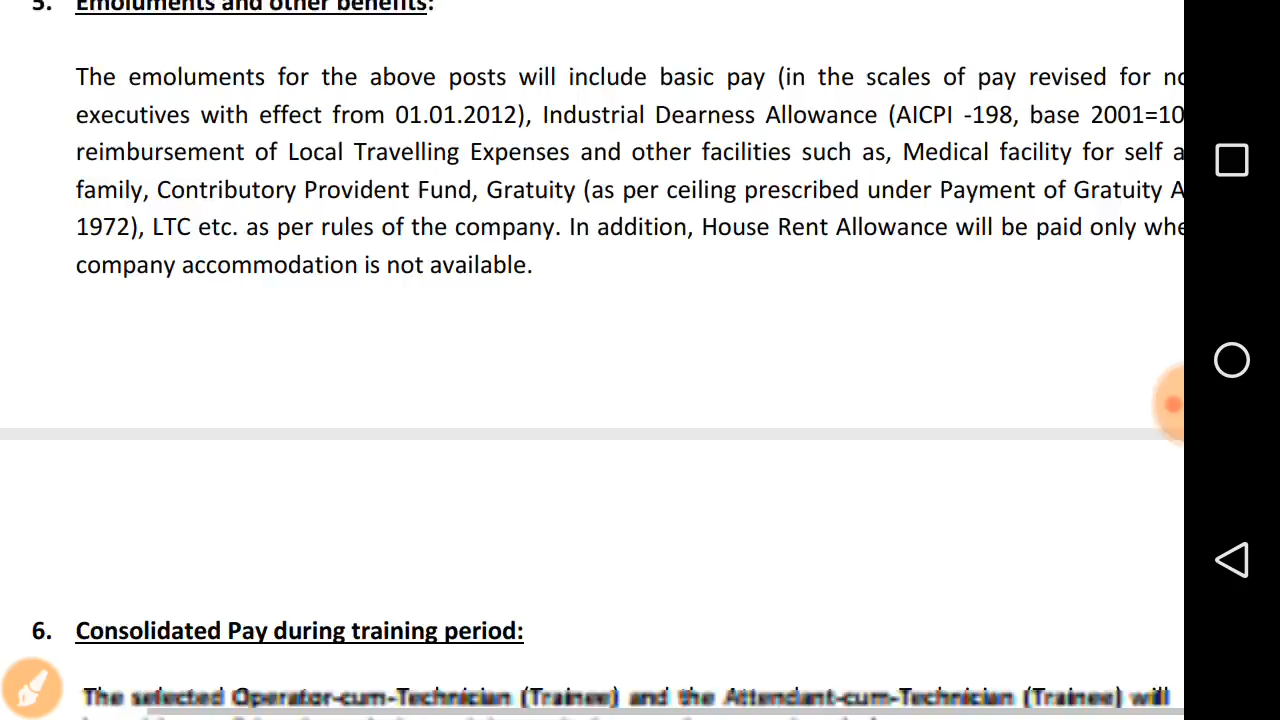 5. Emoluments and other benefits:
The emoluments for the above posts will include basic pay (in the scales of pay revised for
executives with effect from 01.01.2012), Industrial Dearness Allowance (AICPI -198, base 2001=10
reimbursement of Local Travelling Expenses and other facilities such as, Medical facility for self
family, Contributory Provident Fund, Gratuity (as per ceiling prescribed under Payment of Gratuity
1972), LTC etc. as per rules of the company. In addition, House Rent Allowance will be paid only
company accommodation is not available.
6. Consolidated Pay during training period:
The selected Operator-cum-Technician (Trainee) and the Attendant-cum-Technician (Trainee) will